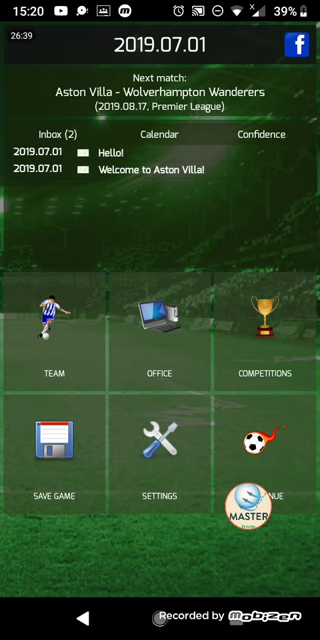 15:20
39%
26:39
2019.07.01
Next match:
Aston Villa - Wolverhampton Wanderers
(2019.08.17, Premier League)
Inbox (2) Calendar Confidence
2019.07.01 Hello!
2019.07.01 Welcome to Aston Villa!
TEAM OFFICE COMPETITIONS
SAVE GAME SETTINGS NUE
MASTER
Recorded by mobizen